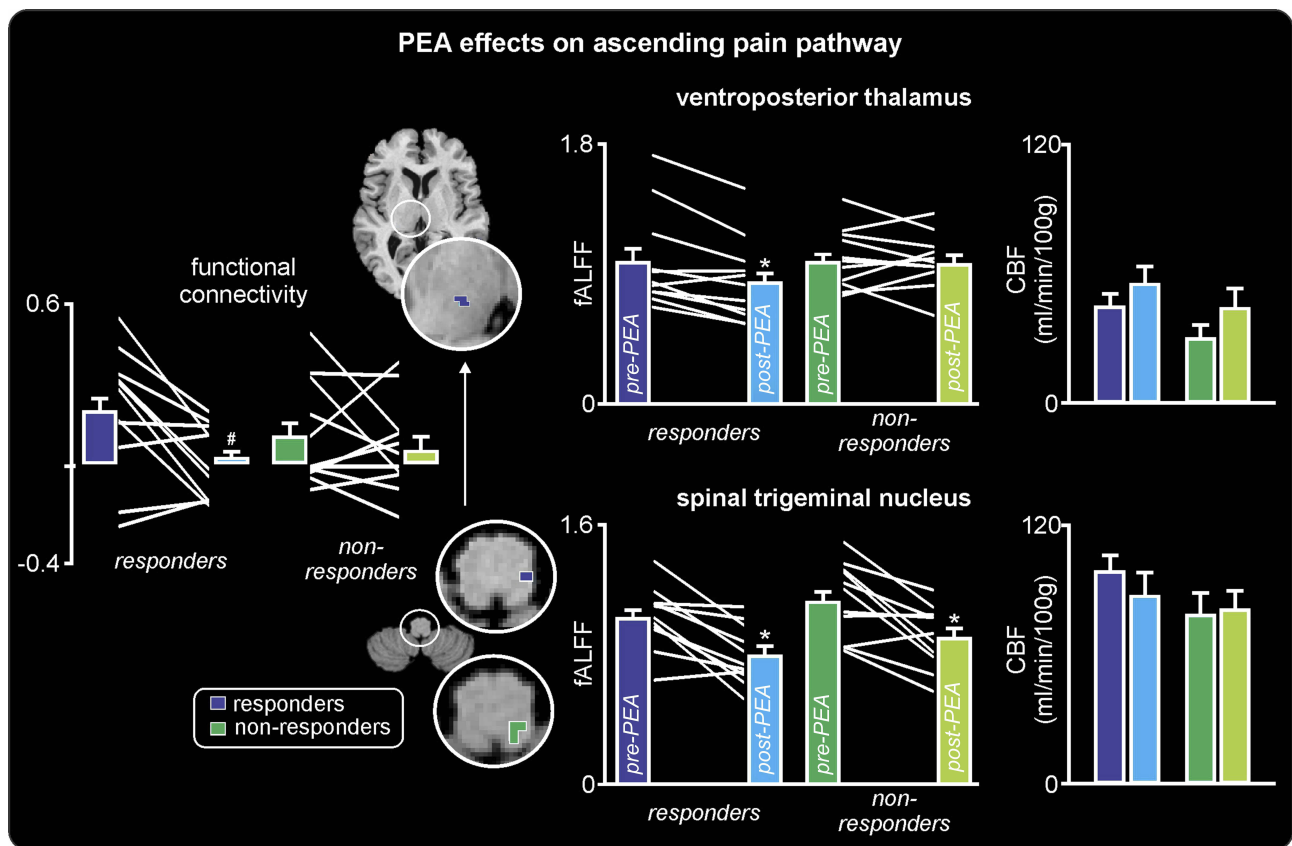 PEA effects on ascending pain pathway
functional
connectivity
0.6
-0.4
#
responders
non-
responders
responders
non-responders
ventroposterior thalamus
1.8
0
fALFF
pre-PEA
*
post-PEA
pre-PEA
post-PEA
responders
non-
responders
120
0
CBF
(ml/min/100g)
spinal trigeminal nucleus
1.6
0
fALFF
pre-PEA
*
post-PEA
pre-PEA
*
post-PEA
responders
non-
responders
120
0
CBF
(ml/min/100g)